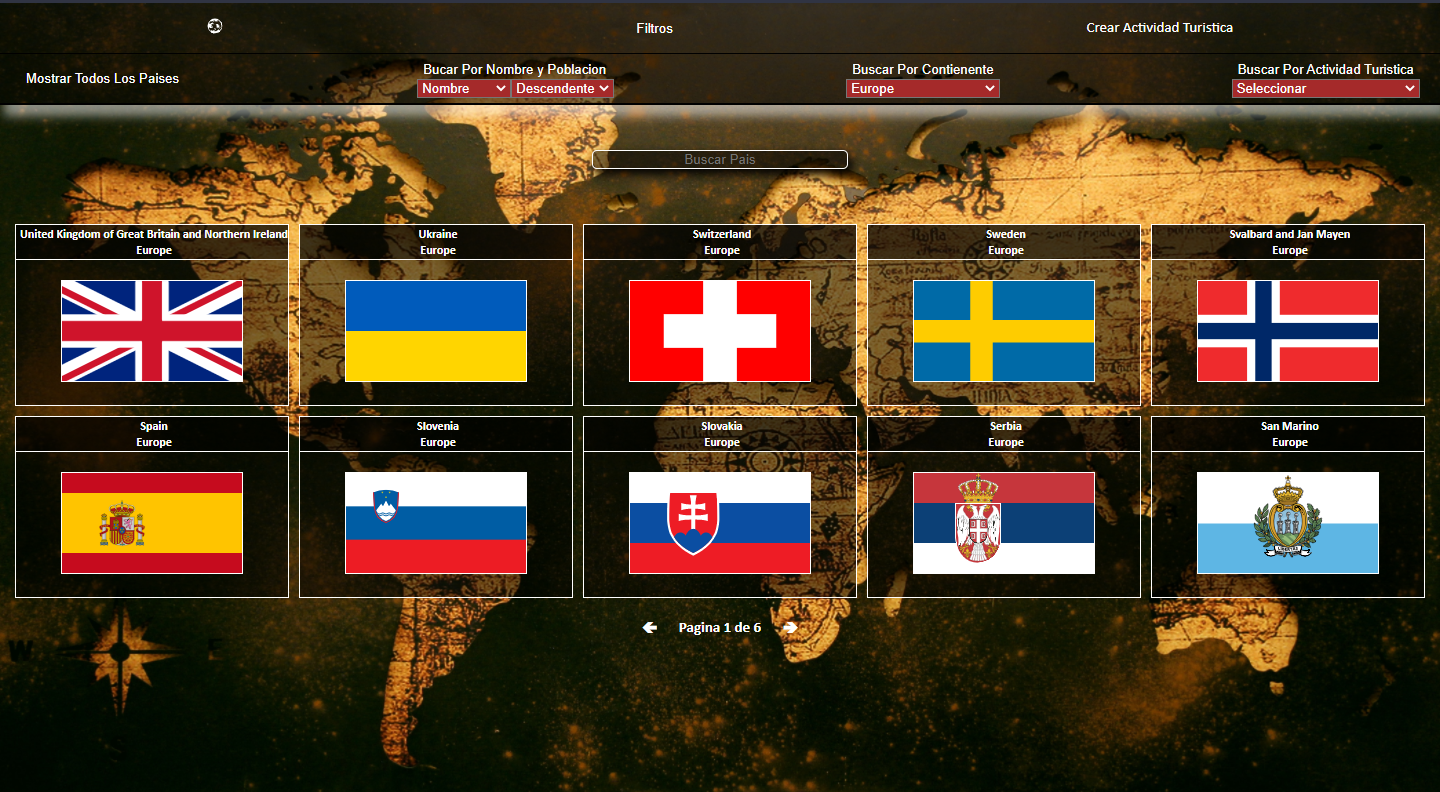 Filtros
Crear Actividad Turistica
Mostrar Todos Los Paises
Bucar Por Nombre y Poblacion
Nombre
Descendente
Buscar Por Contienente
Europe
Buscar Por Actividad Turistica
Seleccionar
Buscar Pais
United Kingdom of Great Britain and Northern Ireland
Europe
Ukraine
Europe
Switzerland
Europe
Sweden
Europe
Svalbard and Jan Mayen
Europe
Spain
Europe
Slovenia
Europe
Slovakia
Europe
Serbia
Europe
San Marino
Europe
LIBERTAS
Pagina 1 de 6
W
E
INDIA